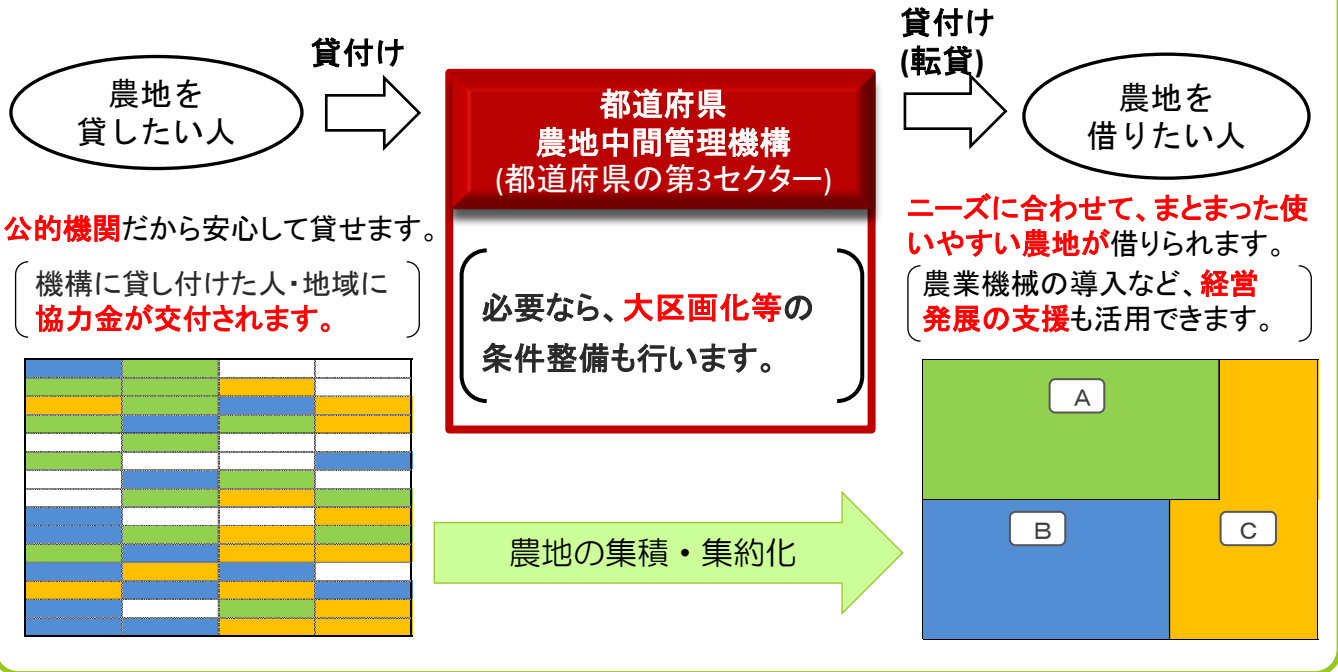 農地を
貸したい人
貸付け
都道府県
農地中間管理機構
(都道府県の第3セクター)
貸付け
(転貸)
農地を
借りたい人
公的機関だから安心して貸せます。
機構に貸し付けた人・地域に
協力金が交付されます。
必要なら、大区画化等の
条件整備も行います。
ニーズに合わせて、まとまった使
いやすい農地が借りられます。
農業機械の導入など、経営
発展の支援も活用できます。
農地の集積・集約化
A
B
C